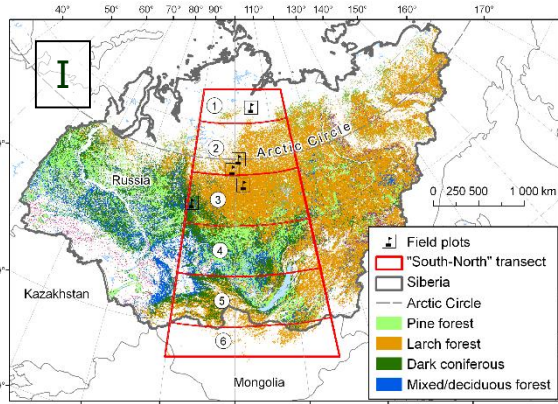 40° 60° 70° 80° 90° 100° 110° 120° 130° 140° 150° 160° 170°
I
1
2
Arctic Circle
Russia
3
0 250 500 1 000 km
4
Kazakhstan
5
6
Mongolia
Field plots
"South-North" transect
Siberia
Arctic Circle
Pine forest
Larch forest
Dark coniferous
Mixed/deciduous forest